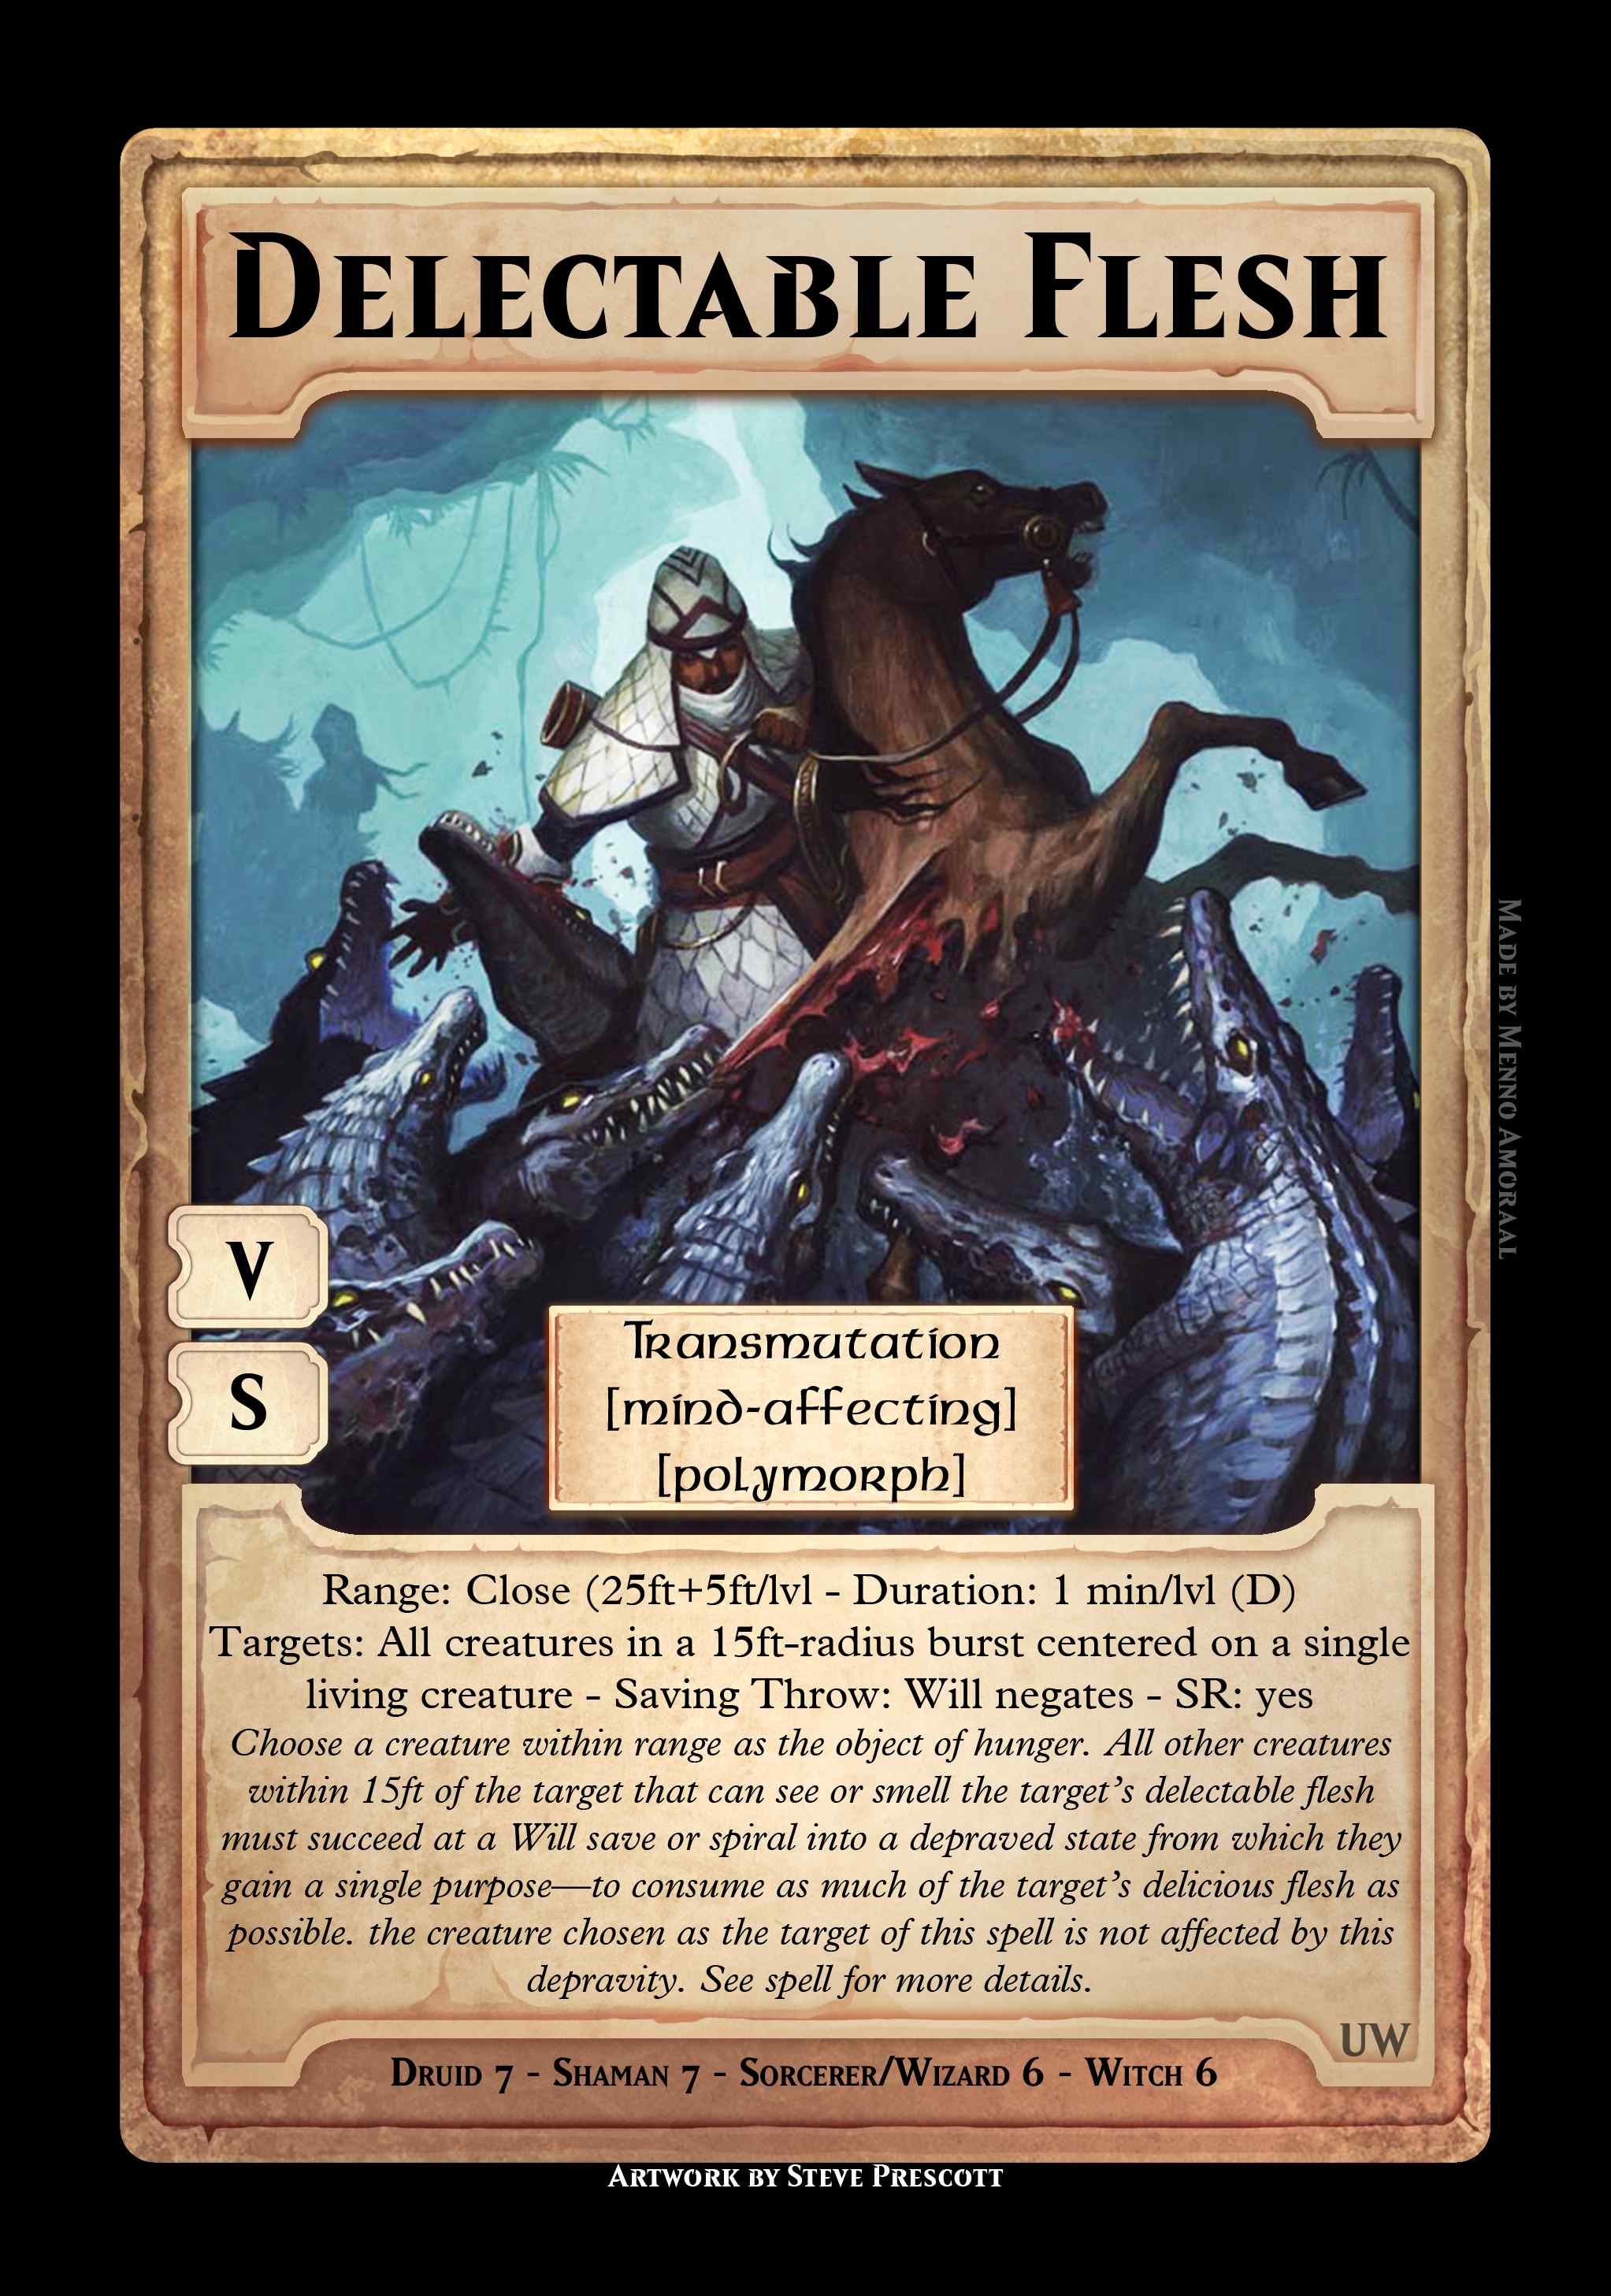 Delectable Flesh
V
S
Transmutation
[mind-affecting]
[polymorph]
Range: Close (25ft+5ft/lvl - Duration: 1 min/lvl (D)
Targets: All creatures in a 15ft-radius burst centered on a single
living creature - Saving Throw: Will negates - SR: yes
Choose a creature within range as the object of hunger. All other creatures
within 15ft of the target that can see or smell the target's delectable flesh
must succeed at a Will save or spiral into a depraved state from which they
gain a single purpose—to consume as much of the target's delicious flesh as
possible. the creature chosen as the target of this spell is not affected by this
depravity. See spell for more details.
UW
Druid 7 - Shaman 7 - Sorcerer/Wizard 6 - Witch 6
Artwork by Steve Prescott
Made by Menno Amoraal